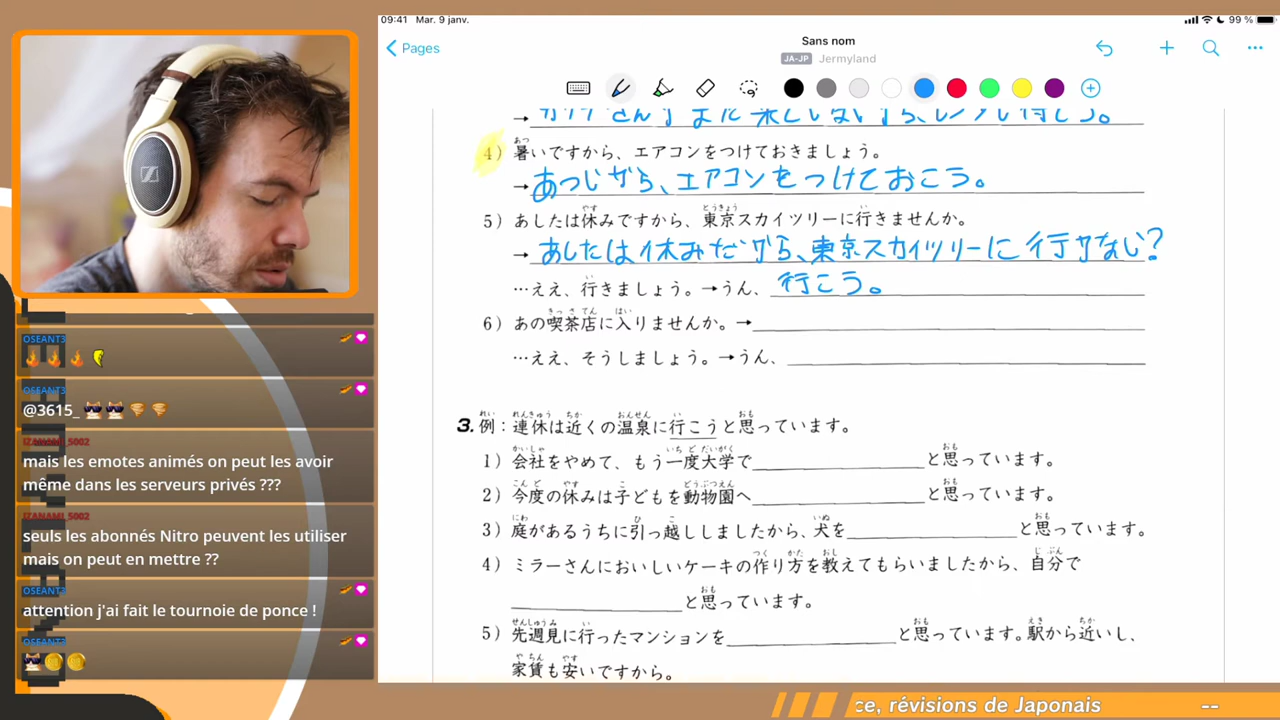 09:41 Mar. 9 janv.
99 %
Pages
Sans nom
JA-JP Jermyland
4) 暑いですから、エアコンをつけておきましょう。
→ あついから、エアコンをつけておこう。
5) あしたは休みですから、東京スカイツリーに行きませんか。
→ あしたは休みだから、東京スカイツリーに行かない?
…ええ、行きましょう。→うん、行こう。
6) あの喫茶店に入りませんか。→
…ええ、そうしましょう。→うん、
3. 例：連休は近くの温泉に行こうと思っています。
1) 会社をやめて、もう一度大学で と思っています。
2) 今度の休みは子どもを動物園へ と思っています。
3) 庭があるうちに引っ越ししましたから、犬を と思っています。
4) ミラーさんにおいしいケーキの作り方を教えてもらいましたから、自分で
と思っています。
5) 先週見に行ったマンションを と思っています。駅から近いし、
家賃も安いですから。
OSEANT3
OSEANT3
@3615_
IZANAMI_5002
mais les emotes animés on peut les avoir
même dans les serveurs privés ???
IZANAMI_5002
seuls les abonnés Nitro peuvent les utiliser
mais on peut en mettre ??
OSEANT3
attention j'ai fait le tournoie de ponce !
OSEANT3
ce, révisions de Japonais --